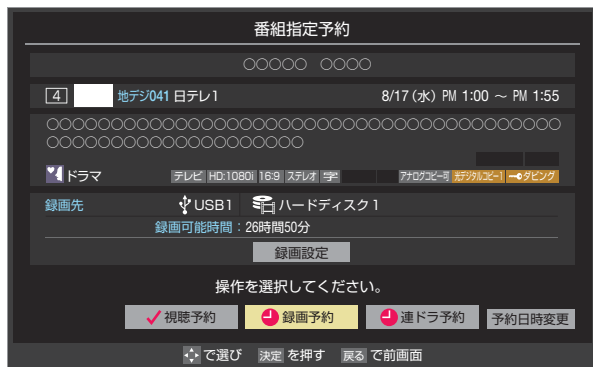 番組指定予約
○○○○○ ○○○○
4 地デジ041 日テレ1 8/17(水) PM 1:00 ~ PM 1:55
○○○○○○○○○○○○○○○○○○○○○○○○○○○○○○○○○○○○○○○○
○○○○○○○○○○○○○○○○○○○○
ドラマ テレビ HD:1080i 16:9 ステレオ 字 アナログコピー可 光デジタルコピー1 ダビング
録画先 USB1 ハードディスク1
録画可能時間:26時間50分
録画設定
操作を選択してください。
視聴予約 録画予約 連ドラ予約 予約日時変更
で選び 決定 を押す 戻る で前画面